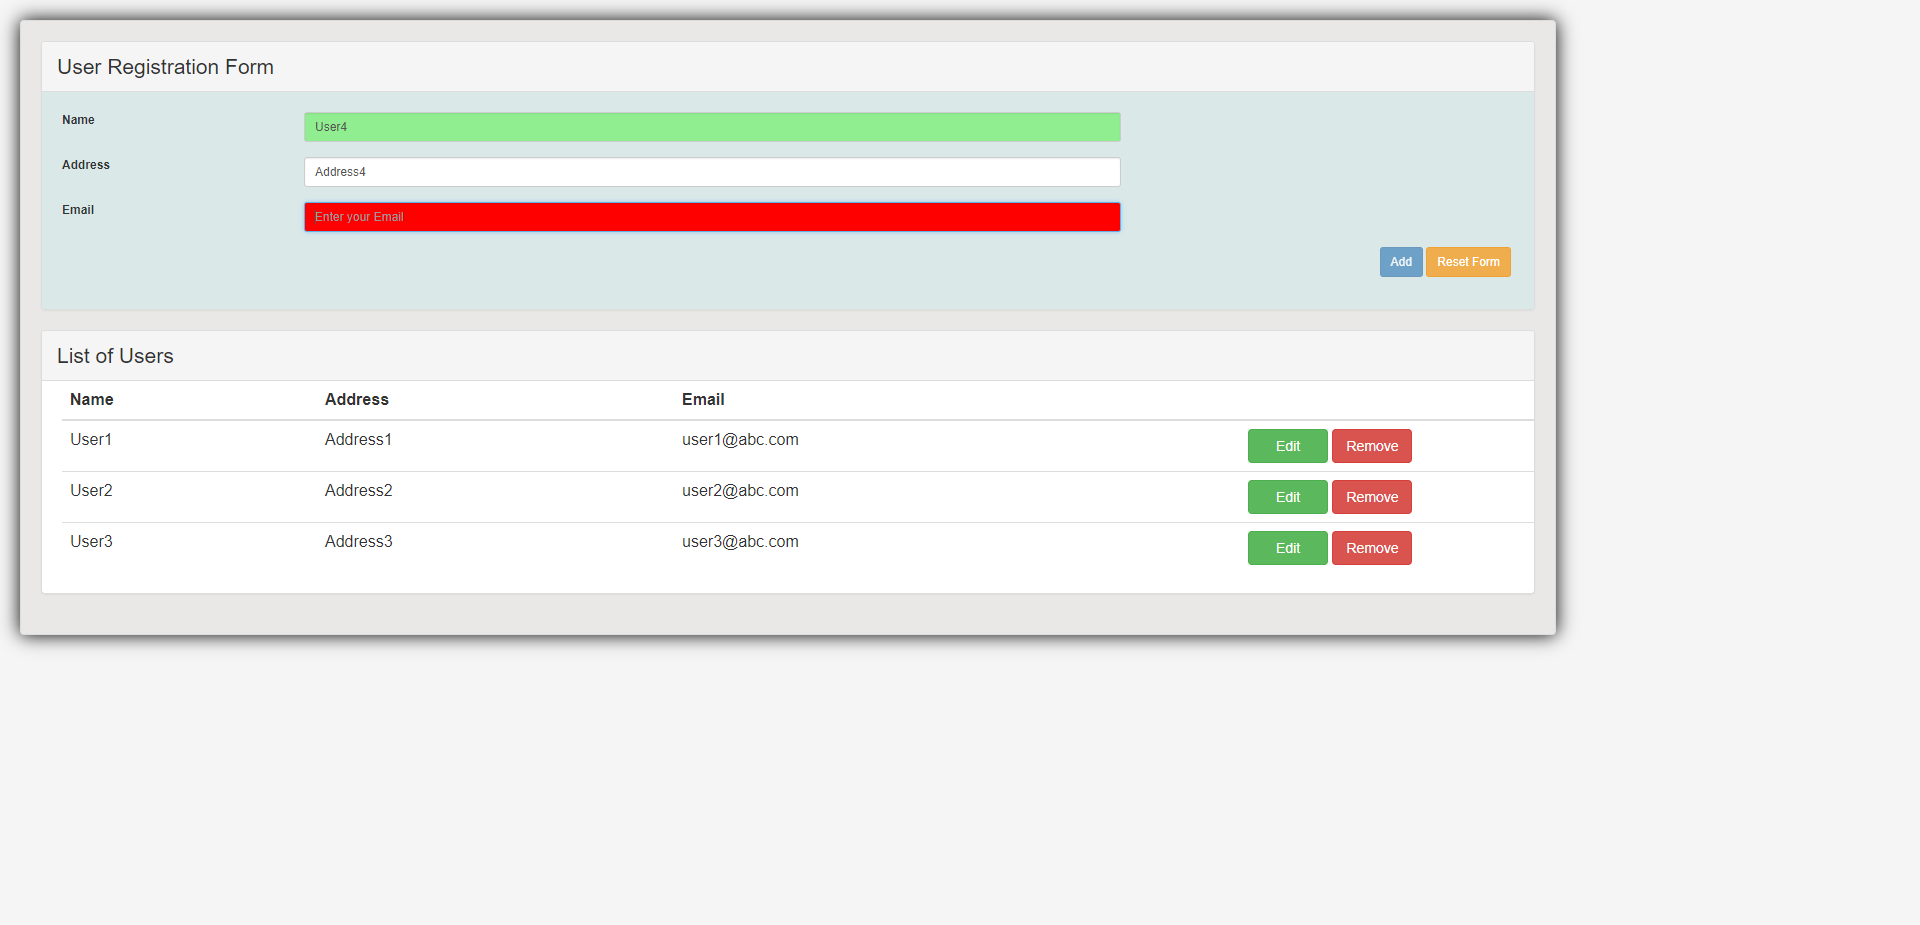 User Registration Form
Name User4
Address Address4
Email Enter your Email
Add Reset Form
List of Users
Name Address Email
User1 Address1 user1@abc.com Edit Remove
User2 Address2 user2@abc.com Edit Remove
User3 Address3 user3@abc.com Edit Remove